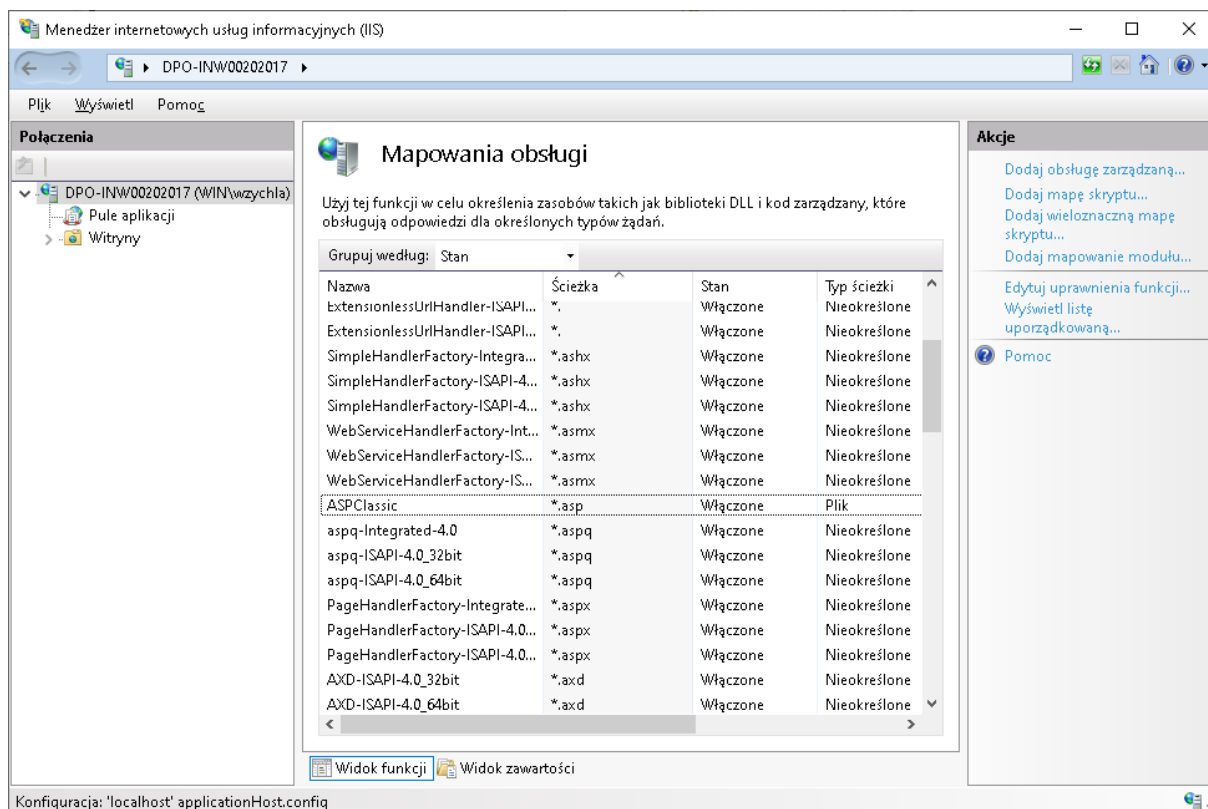 Menedżer internetowych usług informacyjnych (IIS)
DPO-INW00202017
Plik Wyświetl Pomoc
Połączenia
DPO-INW00202017 (WIN\wzychla)
Pule aplikacji
Witryny
Mapowania obsługi
Użyj tej funkcji w celu określenia zasobów takich jak biblioteki DLL i kod zarządzany, które
obsługują odpowiedzi dla określonych typów żądań.
Grupuj według: Stan
Nazwa Ścieżka Stan Typ ścieżki
ExtensionlessUrlHandler-ISAPI... *. Włączone Nieokreślone
ExtensionlessUrlHandler-ISAPI... *. Włączone Nieokreślone
SimpleHandlerFactory-Integra... *.ashx Włączone Nieokreślone
SimpleHandlerFactory-ISAPI-4... *.ashx Włączone Nieokreślone
SimpleHandlerFactory-ISAPI-4... *.ashx Włączone Nieokreślone
WebServiceHandlerFactory-Int... *.asmx Włączone Nieokreślone
WebServiceHandlerFactory-IS... *.asmx Włączone Nieokreślone
WebServiceHandlerFactory-IS... *.asmx Włączone Nieokreślone
ASPClassic *.asp Włączone Plik
aspq-Integrated-4.0 *.aspq Włączone Nieokreślone
aspq-ISAPI-4.0_32bit *.aspq Włączone Nieokreślone
aspq-ISAPI-4.0_64bit *.aspq Włączone Nieokreślone
PageHandlerFactory-Integrate... *.aspx Włączone Nieokreślone
PageHandlerFactory-ISAPI-4.0... *.aspx Włączone Nieokreślone
PageHandlerFactory-ISAPI-4.0... *.aspx Włączone Nieokreślone
AXD-ISAPI-4.0_32bit *.axd Włączone Nieokreślone
AXD-ISAPI-4.0_64bit *.axd Włączone Nieokreślone
Widok funkcji Widok zawartości
Akcje
Dodaj obsługę zarządzaną...
Dodaj mapę skryptu...
Dodaj wieloznaczną mapę
skryptu...
Dodaj mapowanie modułu...
Edytuj uprawnienia funkcji...
Wyświetl listę
uporządkowaną...
Pomoc
Konfiguracja: 'localhost' applicationHost.config